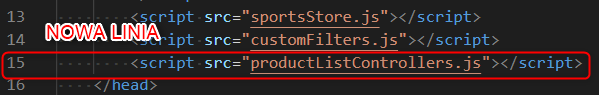 13 <script src="sportsStore.js"></script>
NOWA LINIA
14 <script src="customFilters.js"></script>
15 <script src="productListControllers.js"></script>
16 </head>